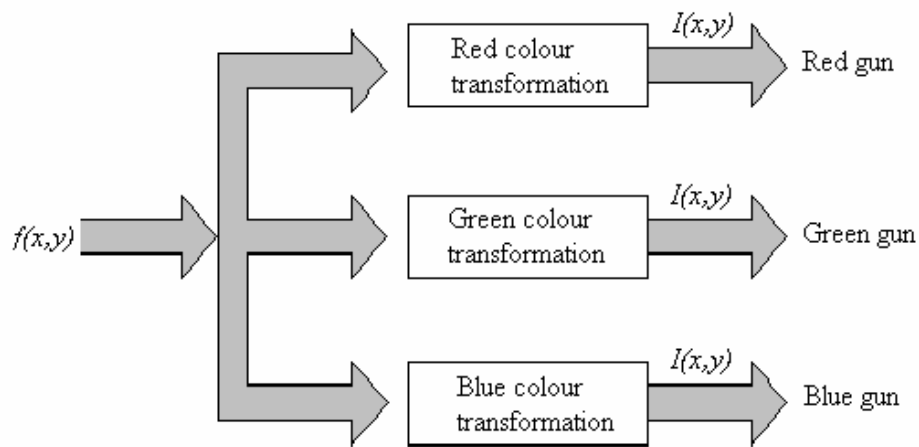 I(x,y)
Red colour
transformation
Red gun
I(x,y)
f(x,y)
Green colour
transformation
Green gun
I(x,y)
Blue colour
transformation
Blue gun